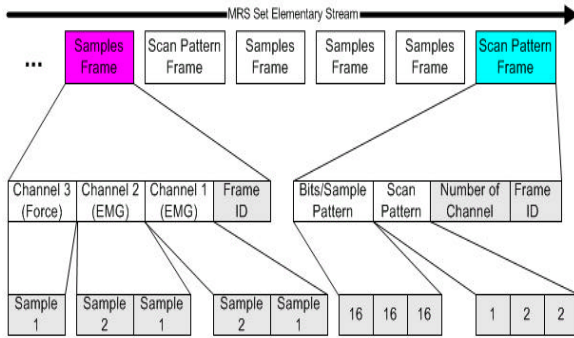 MRS Set Elementary Stream
...
Samples
Frame
Scan Pattern
Frame
Samples
Frame
Samples
Frame
Samples
Frame
Scan Pattern
Frame
Channel 3
(Force)
Channel 2
(EMG)
Channel 1
(EMG)
Frame
ID
Bits/Sample
Pattern
Scan
Pattern
Number of
Channel
Frame
ID
Sample
1
Sample
2
Sample
1
Sample
2
Sample
1
16
16
16
1
2
2